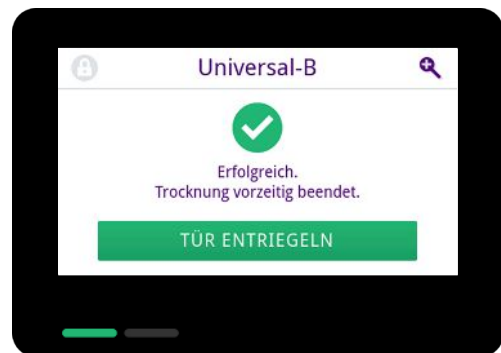 Universal-B
Erfolgreich.
Trocknung vorzeitig beendet.
TÜR ENTRIEGELN